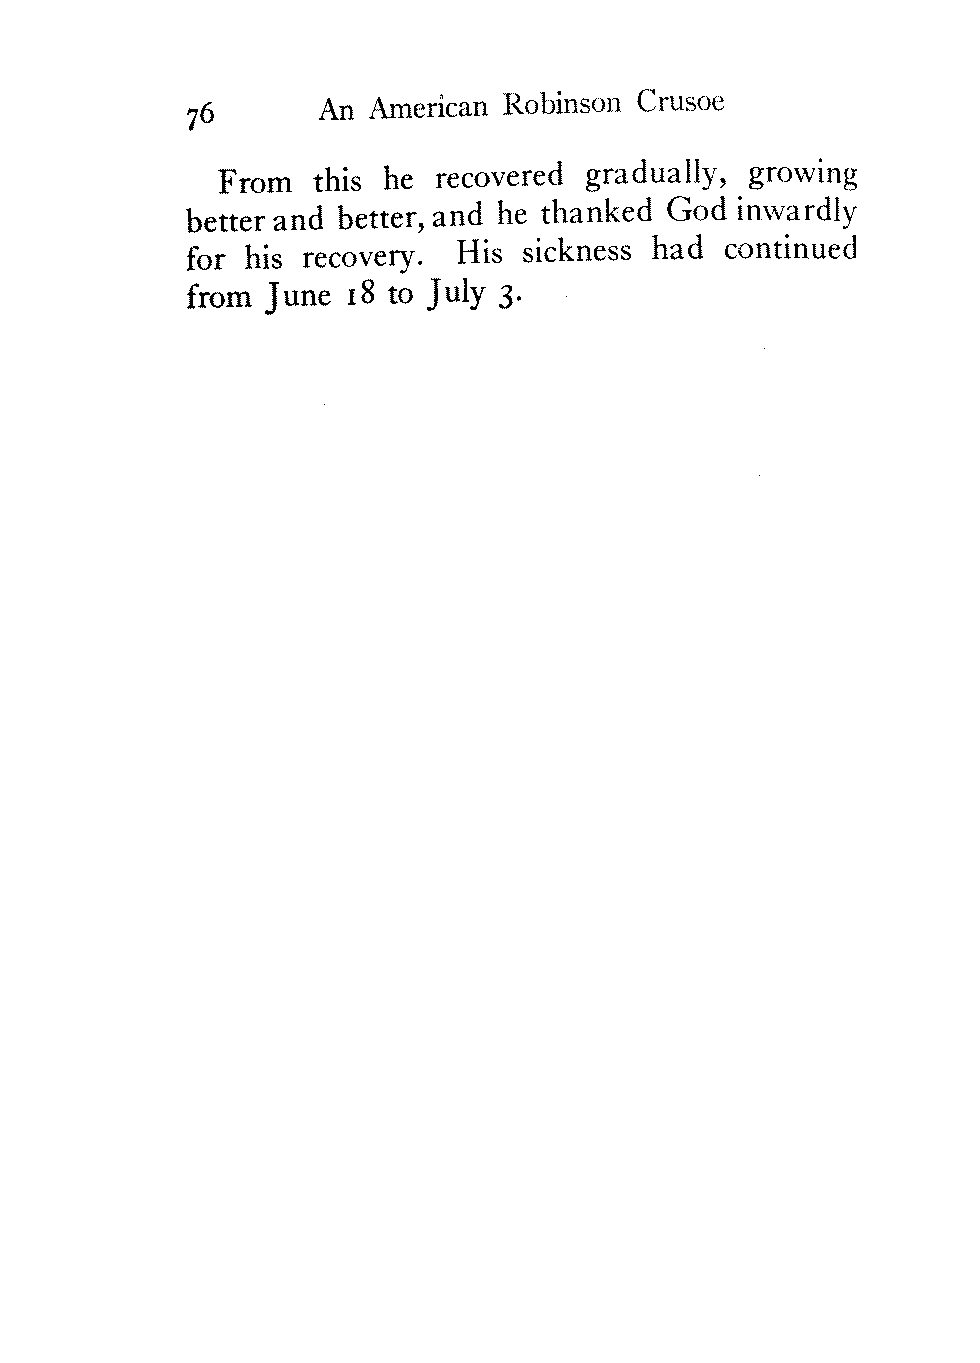 76 An American Robinson Crusoe
From this he recovered gradually, growing
better and better, and he thanked God inwardly
for his recovery. His sickness had continued
from June 18 to July 3.